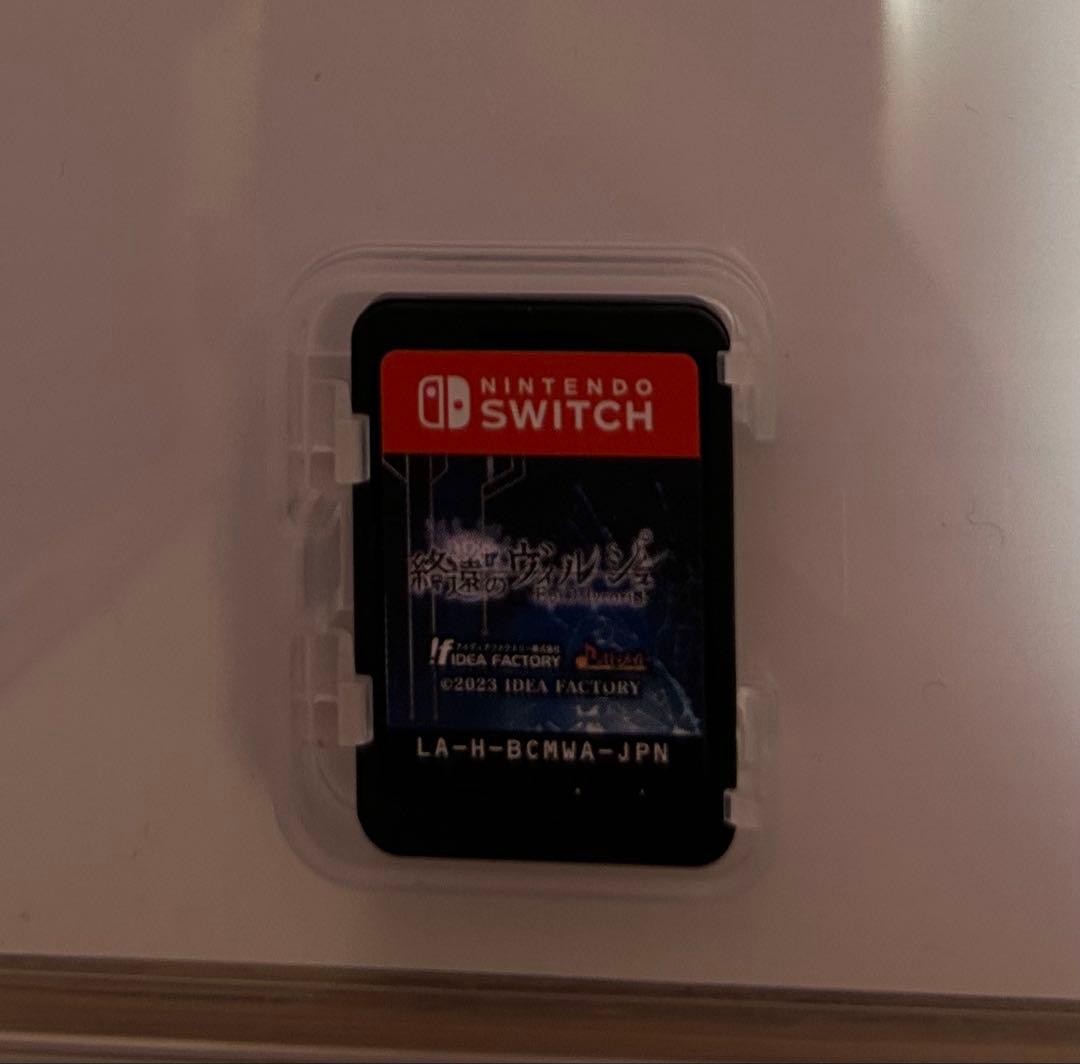 NINTENDO
SWITCH
終遠のヴィルシュ
IDEA FACTORY
©2023 IDEA FACTORY
LA-H-BCMWA-JPN